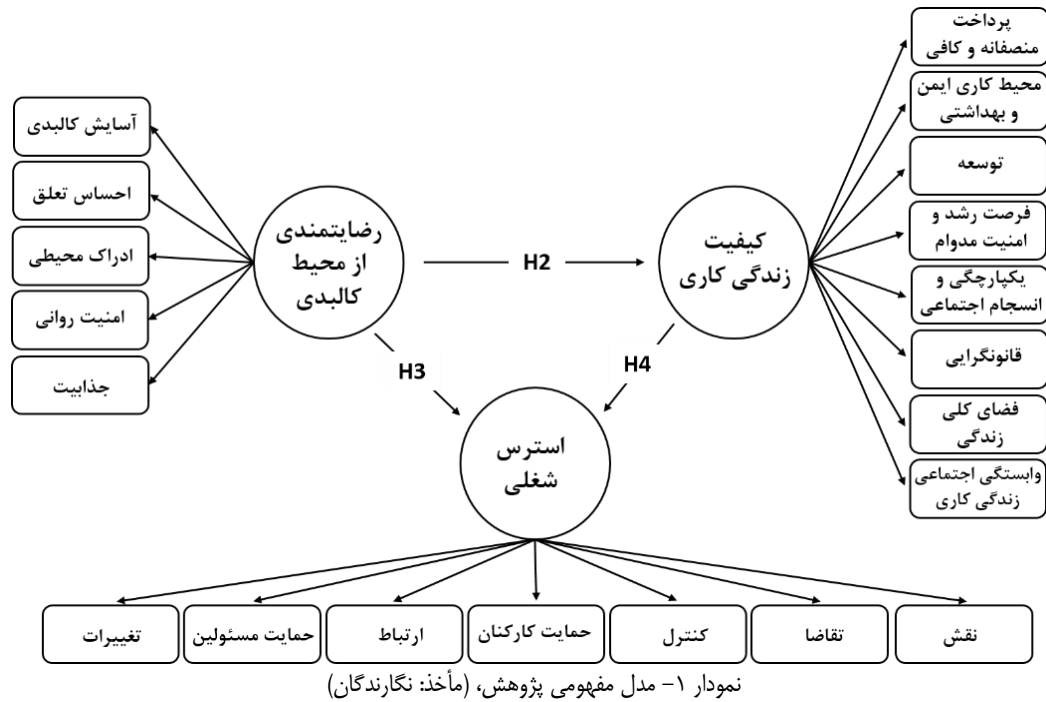 پرداخت
منصفانه و کافی
محیط کاری ایمن
و بهداشتی
توسعه
فرصت رشد و
امنیت مدوام
یکپارچگی و
انسجام اجتماعی
قانونگرایی
فضای کلی
زندگی
وابستگی اجتماعی
زندگی کاری
کیفیت
زندگی کاری
H2
رضایتمندی
از محیط
کالبدی
آسایش کالبدی
احساس تعلق
ادراک محیطی
امنیت روانی
جذابیت
H4
H3
استرس
شغلی
نقش
تقاضا
کنترل
حمایت کارکنان
ارتباط
حمایت مسئولین
تغییرات
نمودار ۱- مدل مفهومی پژوهش، (مأخذ: نگارندگان)